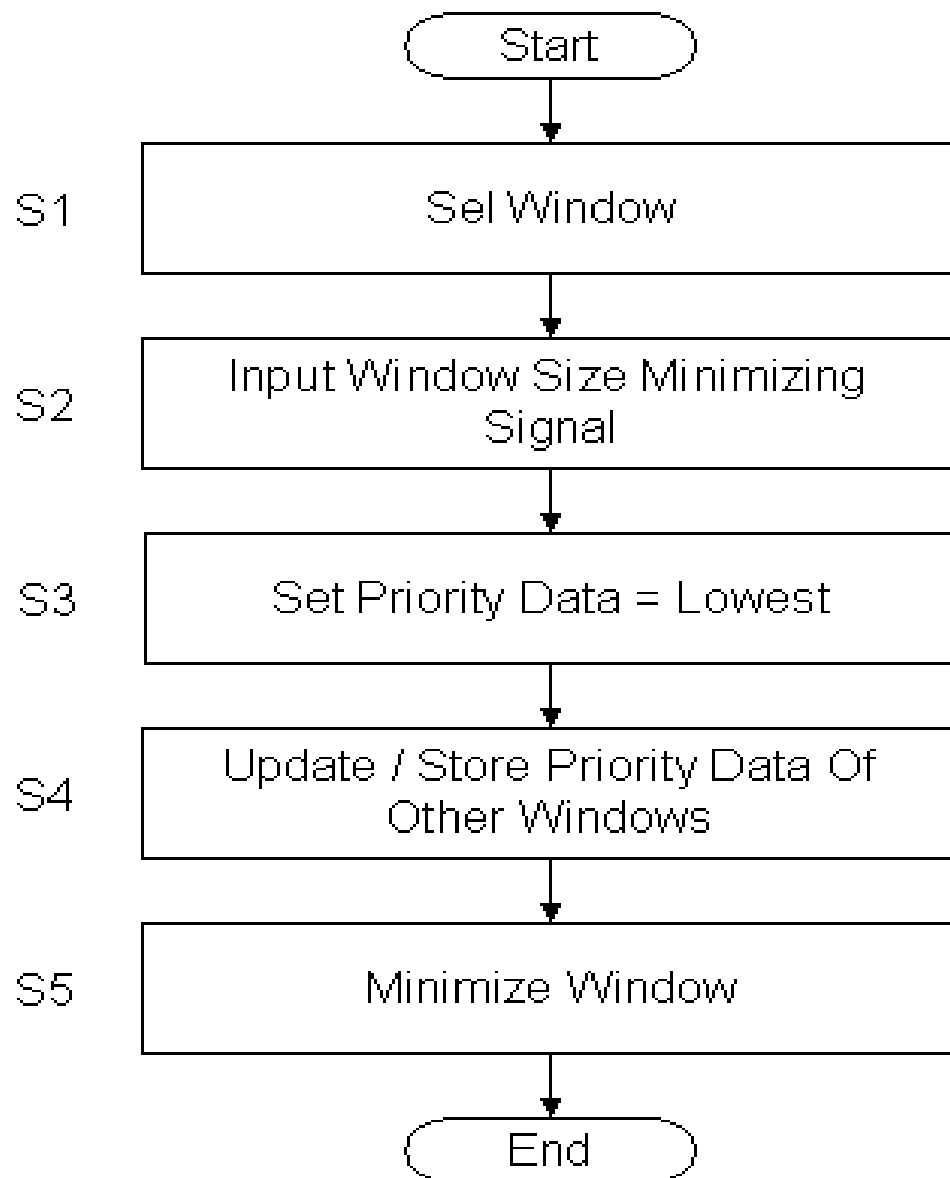 Start
S1
Sel Window
S2
Input Window Size Minimizing
Signal
S3
Set Priority Data = Lowest
S4
Update / Store Priority Data Of
Other Windows
S5
Minimize Window
End